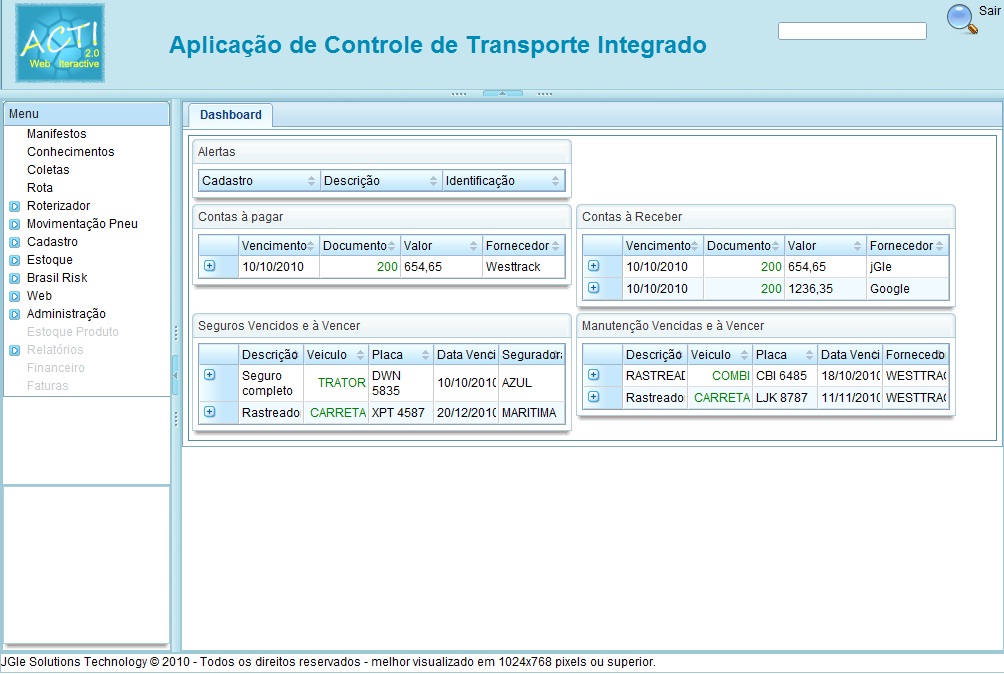 ACTI
2.0
Web Iteractive
Aplicação de Controle de Transporte Integrado
Sair
Menu
Manifestos
Conhecimentos
Coletas
Rota
Roterizador
Movimentação Pneu
Cadastro
Estoque
Brasil Risk
Web
Administração
Estoque Produto
Relatórios
Financeiro
Faturas
Dashboard
Alertas
Cadastro Descrição Identificação
Contas à pagar
Vencimento Documento Valor Fornecedor
10/10/2010 200 654,65 Westtrack
Contas à Receber
Vencimento Documento Valor Fornecedor
10/10/2010 200 654,65 jGle
10/10/2010 200 1236,35 Google
Seguros Vencidos e à Vencer
Descrição Veiculo Placa Data Venci Seguradora
Seguro completo TRATOR DWN 5835 10/10/2010 AZUL
Rastreado CARRETA XPT 4587 20/12/2010 MARITIMA
Manutenção Vencidas e à Vencer
Descrição Veiculo Placa Data Venci Fornecedo
RASTREAD COMBI CBI 6485 18/10/2010 WESTTRAC
Rastreado CARRETA LJK 8787 11/11/2010 WESTTRAC
JGle Solutions Technology © 2010 - Todos os direitos reservados - melhor visualizado em 1024x768 pixels ou superior.